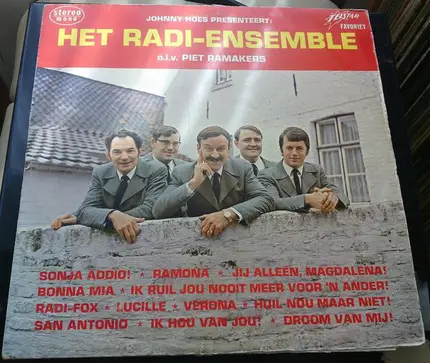 stereo
mono
JOHNNY HOES PRESENTEERT:
TELSTAR
FAVORIET
HET RADI-ENSEMBLE
o.l.v. PIET RAMAKERS
SONJA ADDIO! ★ RAMONA ★ JIJ ALLEEN, MAGDALENA!
BONNA MIA ★ IK RUIL JOU NOOIT MEER VOOR 'N ANDER!
RADI-FOX ★ LUCILLE ★ VERONA ★ HUIL NOU MAAR NIET!
SAN ANTONIO ★ IK HOU VAN JOU! ★ DROOM VAN MIJ!